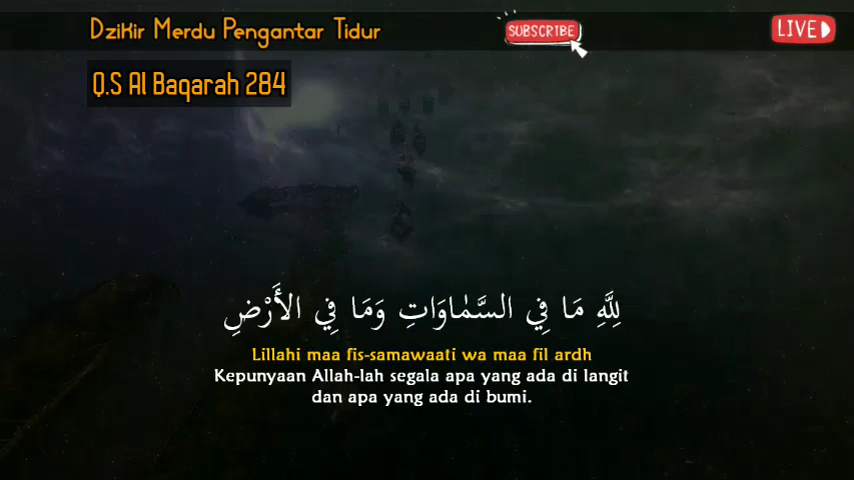 Dzikir Merdu Pengantar Tidur
SUBSCRIBE
LIVE
Q.S Al Baqarah 284
لِلَّهِ مَا فِي السَّمَاوَاتِ وَمَا فِي الأَرْضِ
Lillahi maa fis-samawaati wa maa fil ardh
Kepunyaan Allah-lah segala apa yang ada di langit
dan apa yang ada di bumi.